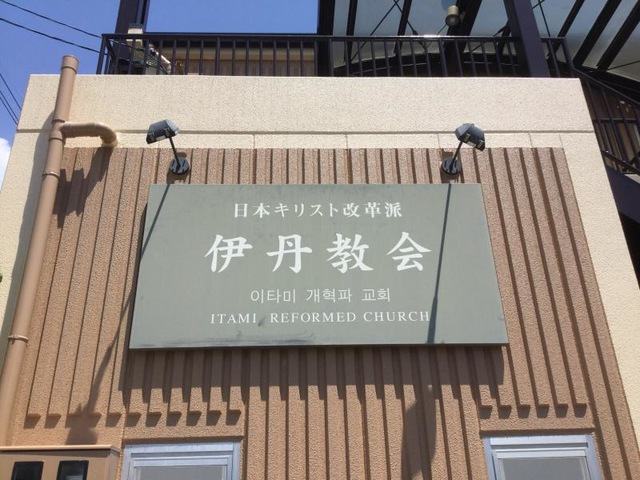 日本キリスト改革派
伊丹教会
이타미 개혁파 교회
ITAMI REFORMED CHURCH